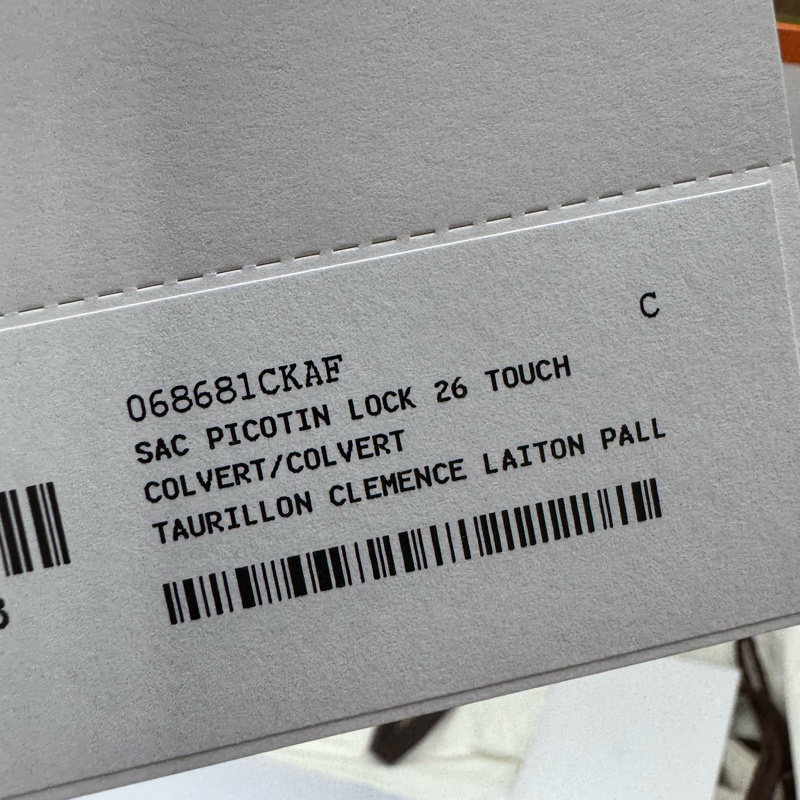 C
068681CKAF
SAC PICOTIN LOCK 26 TOUCH
COLVERT/COLVERT
TAURILLON CLEMENCE LAITON PALL